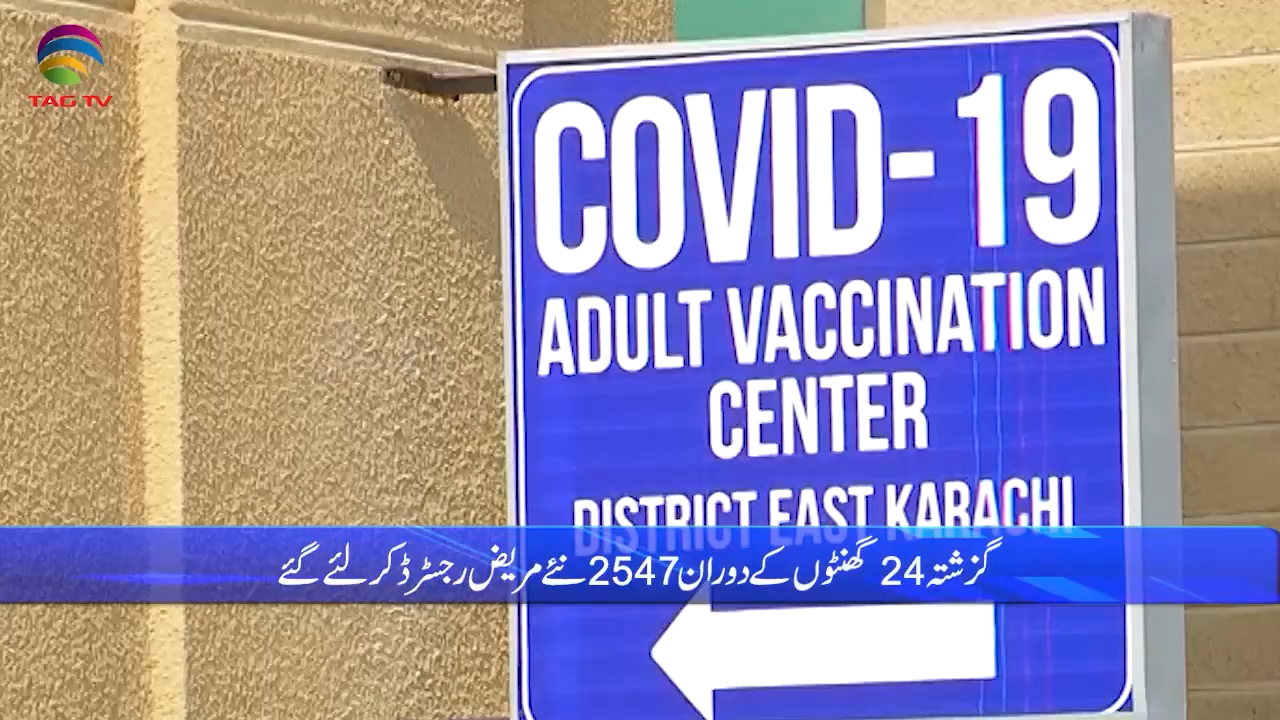 TAG TV
COVID-19
ADULT VACCINATION
CENTER
DISTRICT EAST KARACHI
گزشتہ 24 گھنٹوں کے دوران 2547 نئے مریض رجسٹرڈ کر لئے گئے